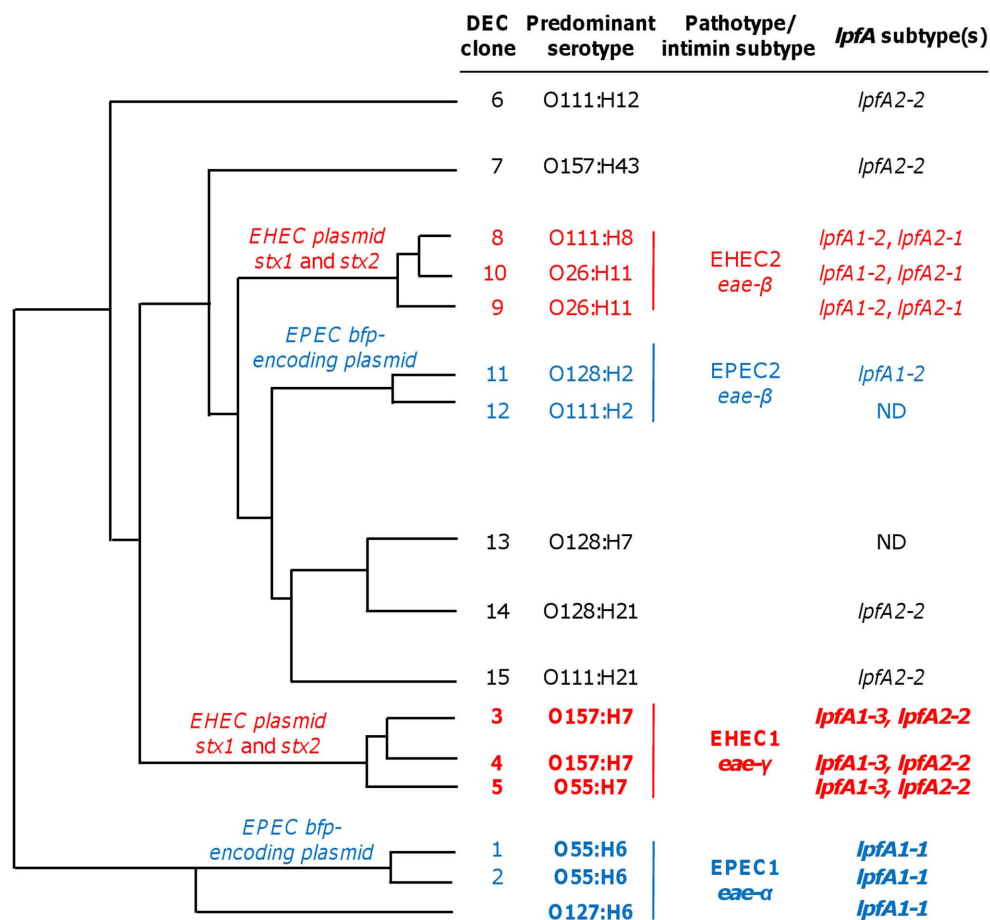 DEC clone Predominant serotype Pathotype/ intimin subtype lpfA subtype(s)
6 O111:H12 lpfA2-2
7 O157:H43 lpfA2-2
EHEC plasmid
stx1 and stx2
8 O111:H8 lpfA1-2, lpfA2-1
10 O26:H11 lpfA1-2, lpfA2-1
9 O26:H11 lpfA1-2, lpfA2-1
EHEC2
eae-β
EPEC bfp-
encoding plasmid
11 O128:H2 lpfA1-2
12 O111:H2 ND
EPEC2
eae-β
13 O128:H7 ND
14 O128:H21 lpfA2-2
15 O111:H21 lpfA2-2
EHEC plasmid
stx1 and stx2
3 O157:H7 lpfA1-3, lpfA2-2
4 O157:H7 lpfA1-3, lpfA2-2
5 O55:H7 lpfA1-3, lpfA2-2
EHEC1
eae-γ
EPEC bfp-
encoding plasmid
1 O55:H6 lpfA1-1
2 O55:H6 lpfA1-1
O127:H6 lpfA1-1
EPEC1
eae-α